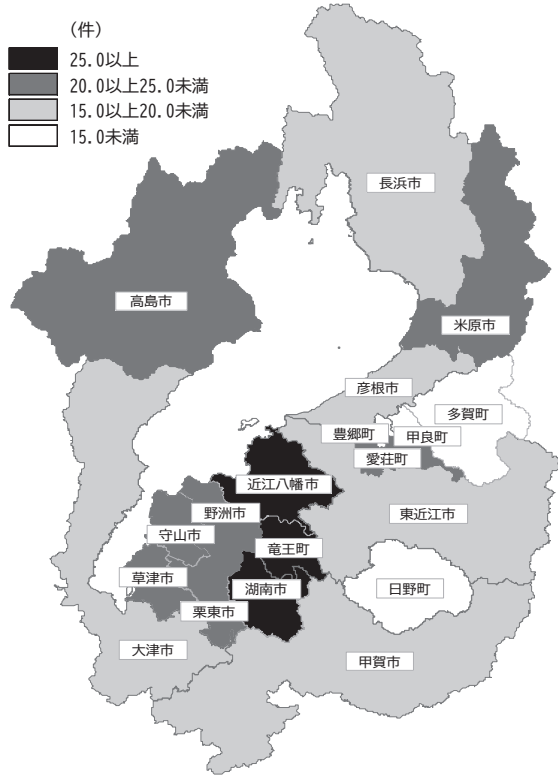 (件)
25.0以上
20.0以上25.0未満
15.0以上20.0未満
15.0未満
長浜市
高島市
米原市
彦根市
多賀町
豊郷町
甲良町
愛荘町
近江八幡市
野洲市
東近江市
守山市
竜王町
草津市
湖南市
日野町
栗東市
大津市
甲賀市